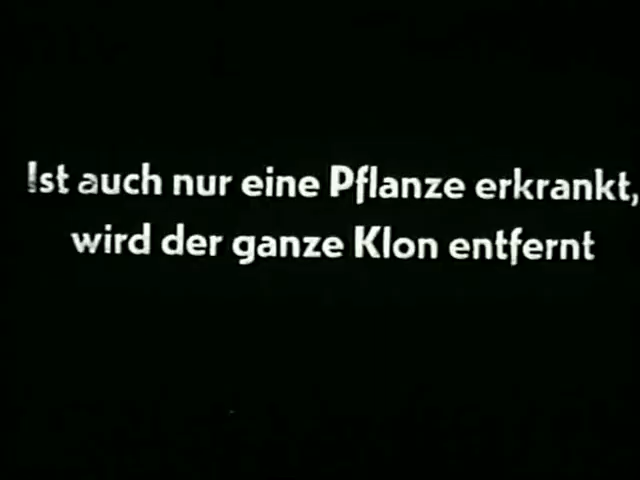 Ist auch nur eine Pflanze erkrankt,
wird der ganze Klon entfernt